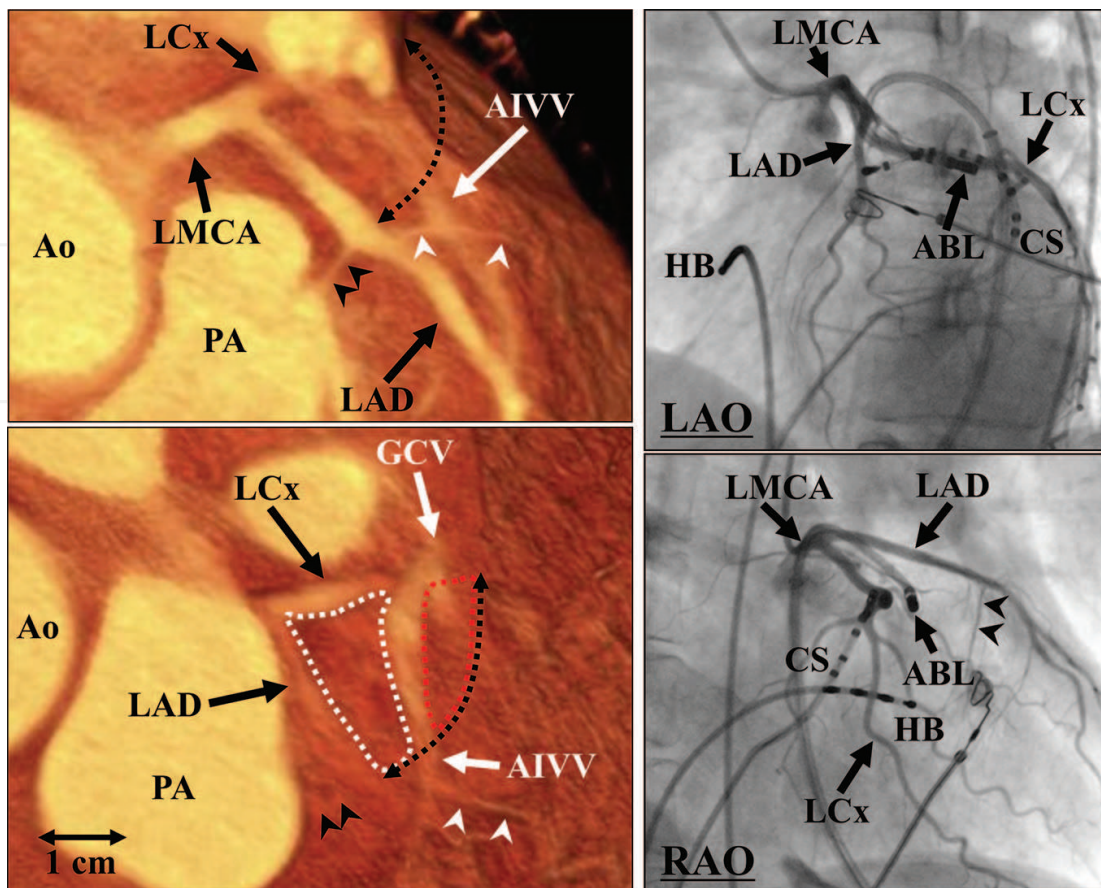 LCx
AIVV
LMCA
Ao
PA
LAD
LMCA
LCx
LAD
ABL
CS
HB
LAO
GCV
LCx
Ao
LAD
AIVV
PA
1 cm
LMCA
LAD
CS
ABL
HB
LCx
RAO